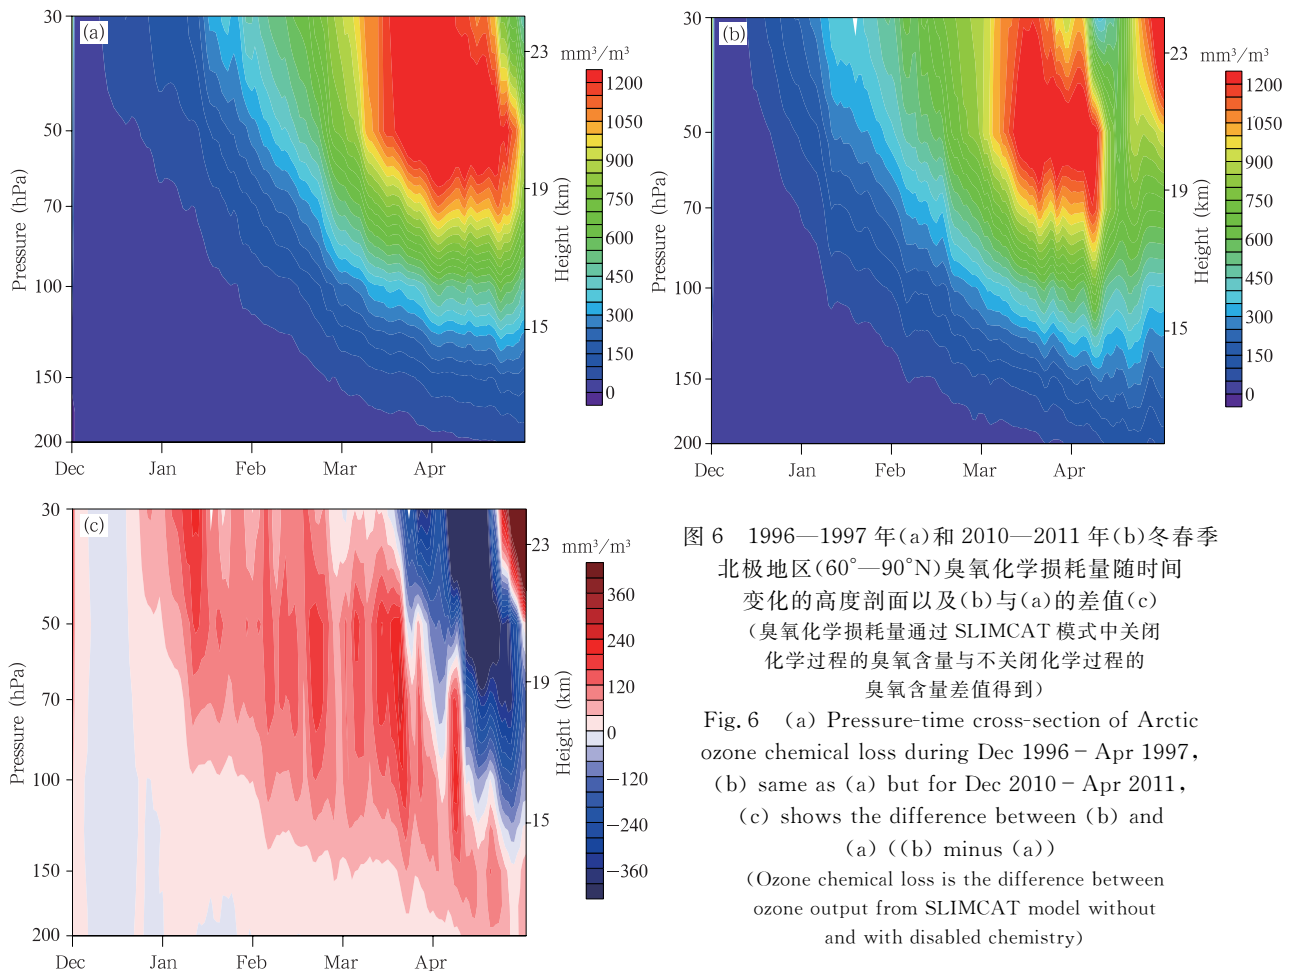 (a)
30
50
70
100
150
200
Pressure (hPa)
Dec Jan Feb Mar Apr
23
19
15
Height (km)
mm³/m³
1200
1050
900
750
600
450
300
150
0
(b)
30
50
70
100
150
200
Pressure (hPa)
Dec Jan Feb Mar Apr
23
19
15
Height (km)
mm³/m³
1200
1050
900
750
600
450
300
150
0
(c)
30
50
70
100
150
200
Pressure (hPa)
Dec Jan Feb Mar Apr
23
19
15
Height (km)
mm³/m³
360
240
120
0
−120
−240
−360
图 6 1996—1997 年(a)和 2010—2011 年(b)冬春季
北极地区(60°—90°N)臭氧化学损耗量随时间
变化的高度剖面以及(b)与(a)的差值(c)
(臭氧化学损耗量通过 SLIMCAT 模式中关闭
化学过程的臭氧含量与不关闭化学过程的
臭氧含量差值得到)
Fig. 6 (a) Pressure-time cross-section of Arctic
ozone chemical loss during Dec 1996 − Apr 1997,
(b) same as (a) but for Dec 2010 − Apr 2011,
(c) shows the difference between (b) and
(a) ((b) minus (a))
(Ozone chemical loss is the difference between
ozone output from SLIMCAT model without
and with disabled chemistry)